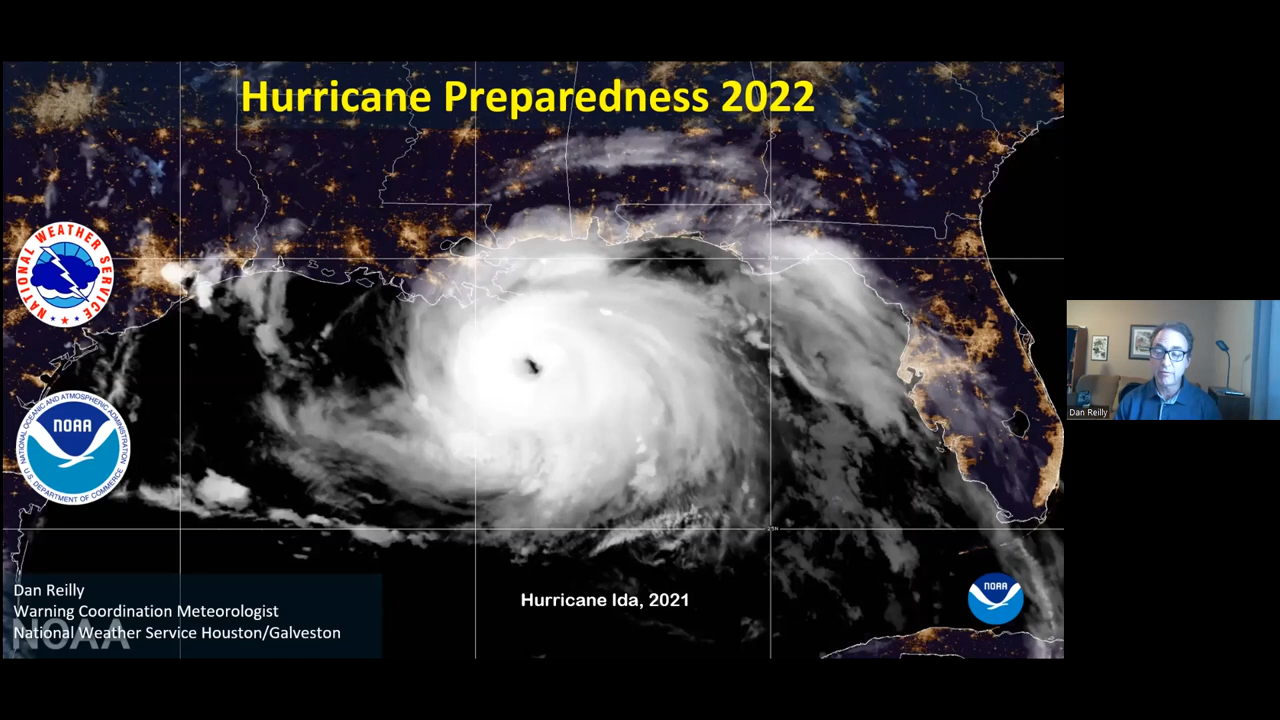 Hurricane Preparedness 2022
NATIONAL WEATHER SERVICE
NATIONAL OCEANIC AND ATMOSPHERIC ADMINISTRATION
NOAA
U.S. DEPARTMENT OF COMMERCE
25N
Dan Reilly
Warning Coordination Meteorologist
National Weather Service Houston/Galveston
NOAA
Hurricane Ida, 2021
NOAA
Dan Reilly